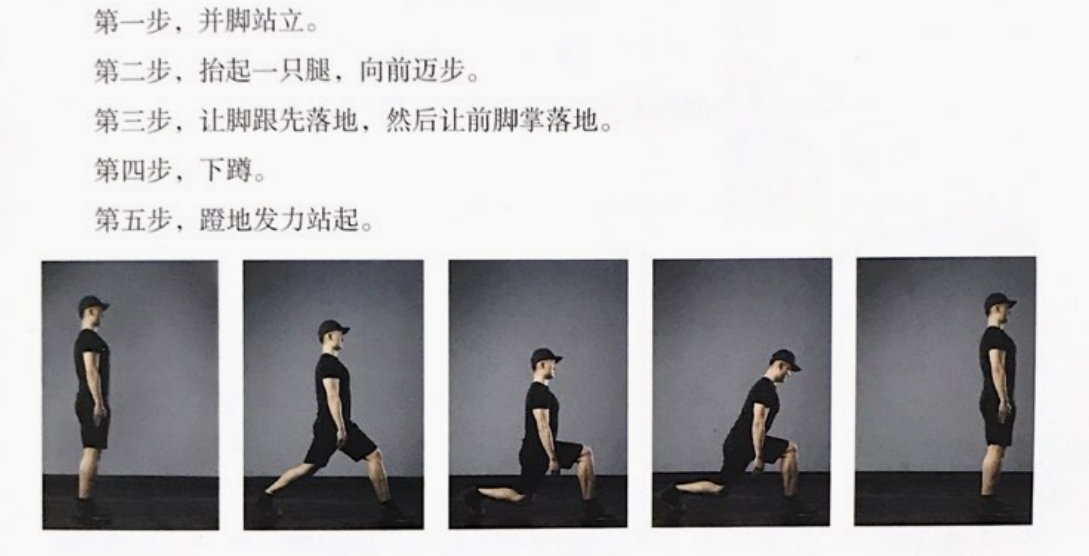 第一步，并脚站立。
第二步，抬起一只腿，向前迈步。
第三步，让脚跟先落地，然后让前脚掌落地。
第四步，下蹲。
第五步，蹬地发力站起。